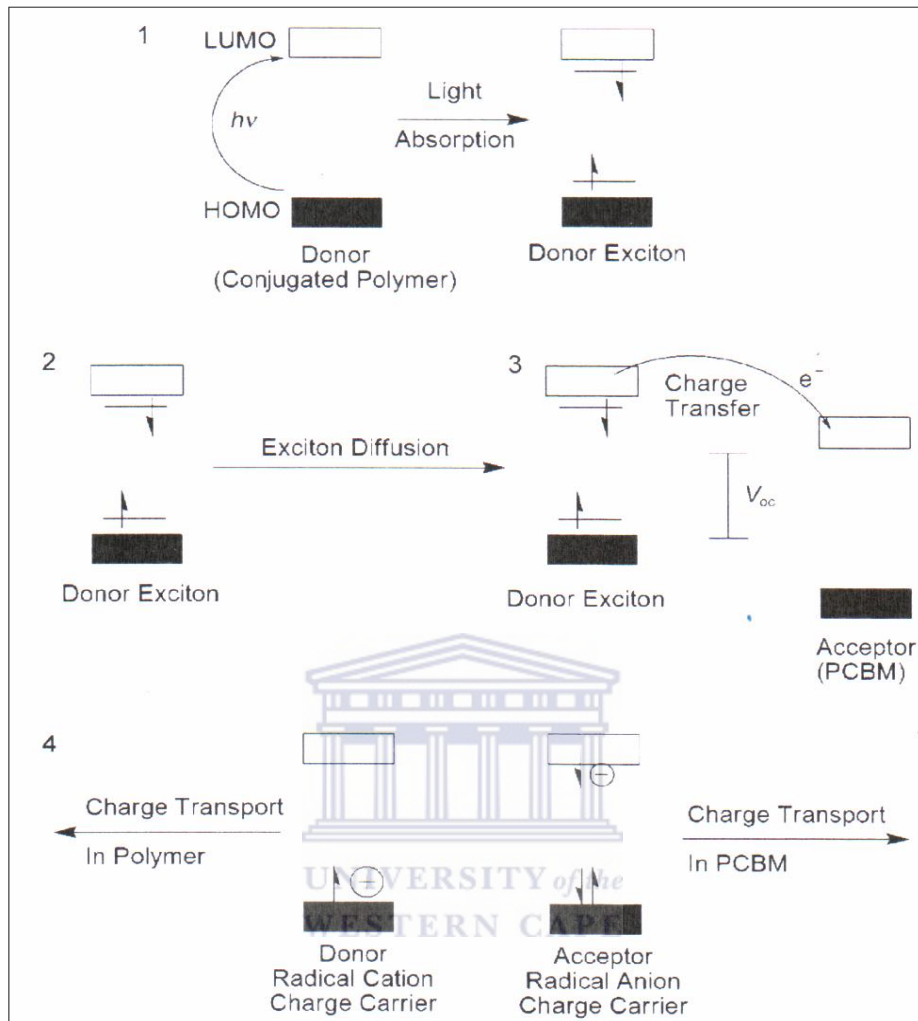 1
LUMO
hν
HOMO
Donor
(Conjugated Polymer)
Light
Absorption
Donor Exciton
2
Exciton Diffusion
Donor Exciton
3
Charge
Transfer
e⁻
Voc
Donor Exciton
Acceptor
(PCBM)
4
Charge Transport
In Polymer
+
Donor
Radical Cation
Charge Carrier
−
Acceptor
Radical Anion
Charge Carrier
Charge Transport
In PCBM
UNIVERSITY of the
WESTERN CAPE